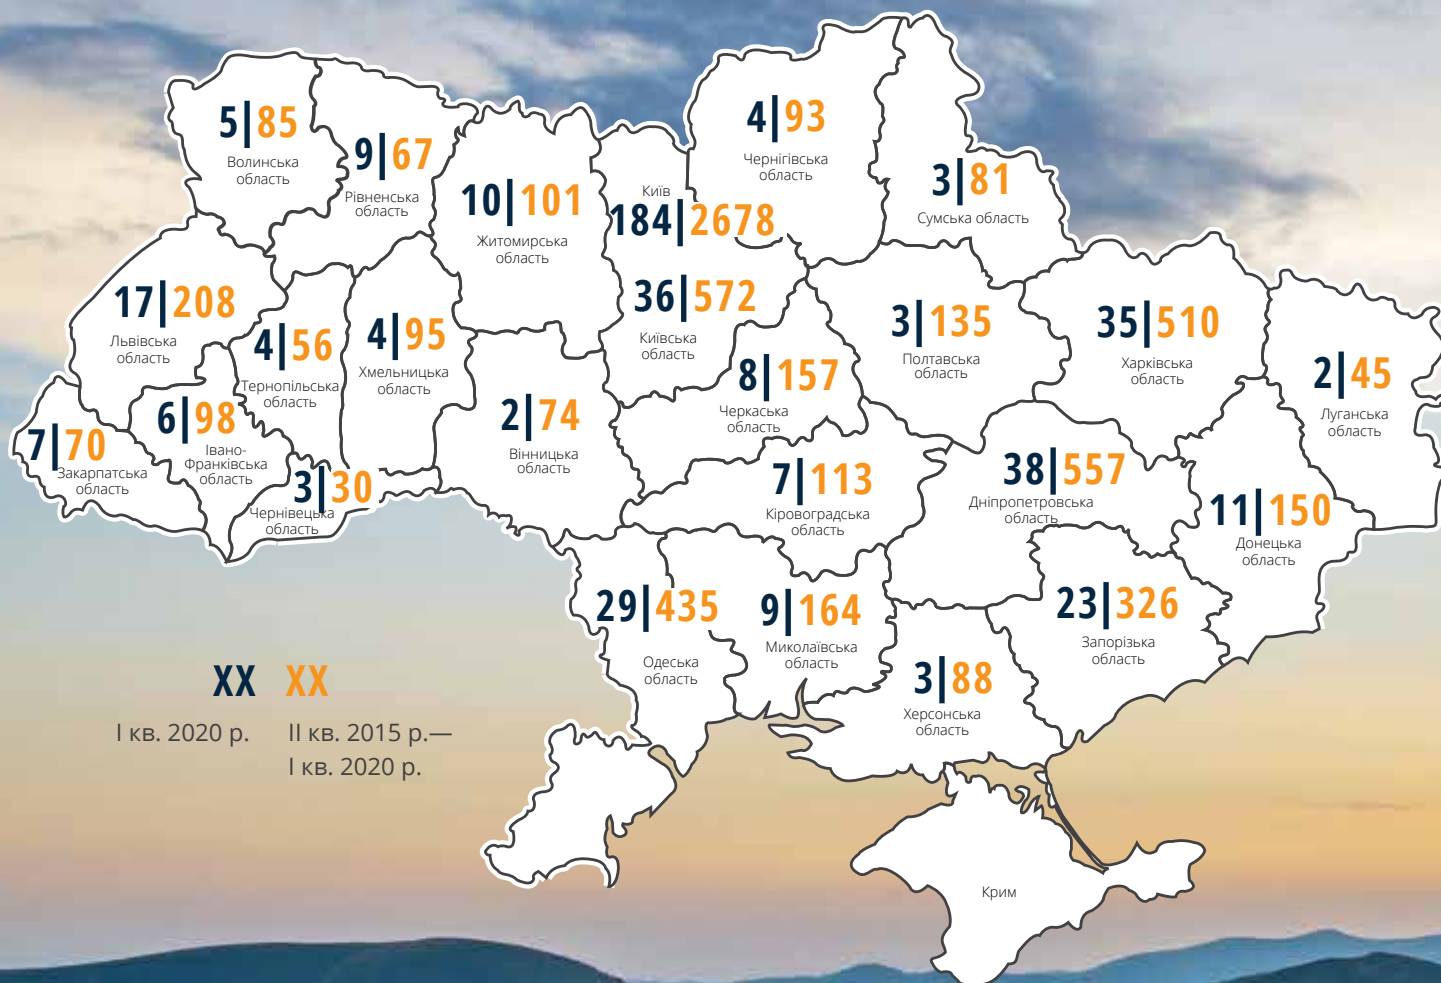 5|85
Волинська
область
9|67
Рівненська
область
10|101
Житомирська
область
Київ
184|2678
36|572
Київська
область
4|93
Чернігівська
область
3|81
Сумська область
17|208
Львівська
область
4|56
Тернопільська
область
4|95
Хмельницька
область
2|74
Вінницька
область
8|157
Черкаська
область
3|135
Полтавська
область
35|510
Харківська
область
2|45
Луганська
область
7|70
Закарпатська
область
6|98
Івано-
Франківська
область
3|30
Чернівецька
область
7|113
Кіровоградська
область
38|557
Дніпропетровська
область
11|150
Донецька
область
29|435
Одеська
область
9|164
Миколаївська
область
3|88
Херсонська
область
23|326
Запорізька
область
Крим
XX XX
І кв. 2020 р. ІІ кв. 2015 р.—
І кв. 2020 р.